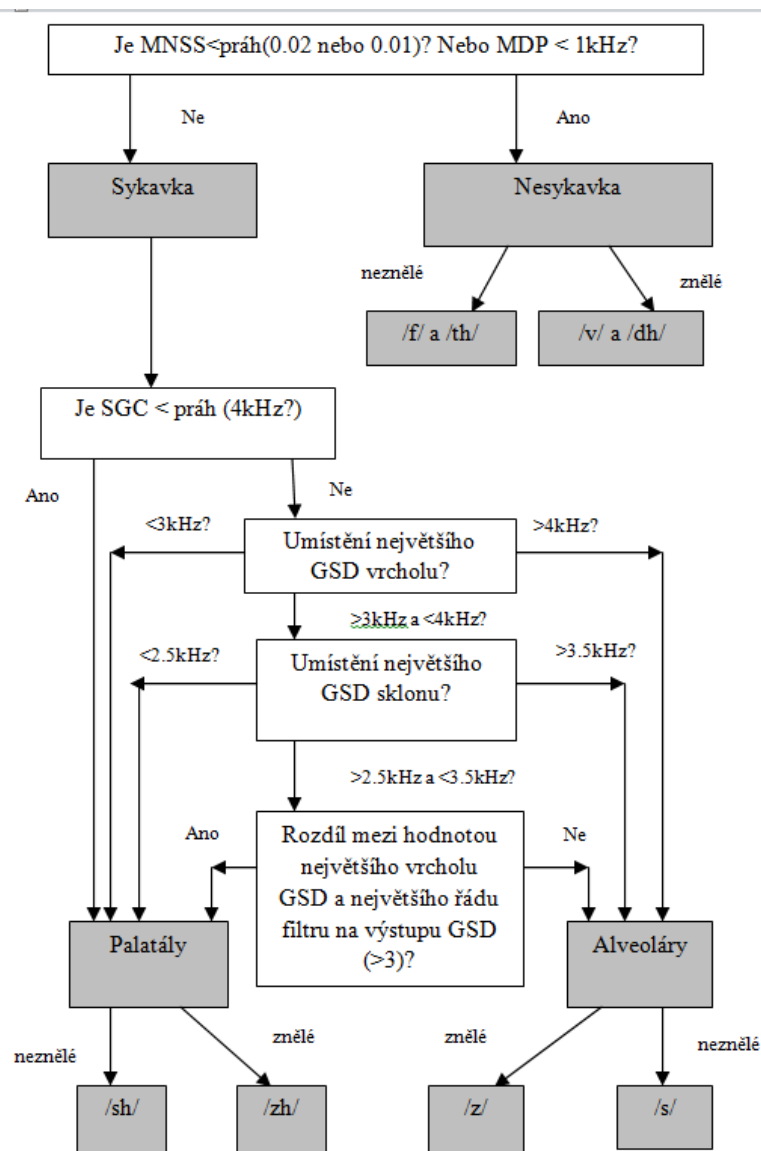 Je MNSS<práh(0.02 nebo 0.01)? Nebo MDP < 1kHz?
Ne
Ano
Sykavka
Nesykavka
neznělé
znělé
/f/ a /th/
/v/ a /dh/
Je SGC < práh (4kHz?)
Ano
Ne
<3kHz?
>4kHz?
Umístění největšího
GSD vrcholu?
≥3kHz a <4kHz?
<2.5kHz?
>3.5kHz?
Umístění největšího
GSD sklonu?
>2.5kHz a <3.5kHz?
Ano
Ne
Rozdíl mezi hodnotou
největšího vrcholu
GSD a největšího řádu
filtru na výstupu GSD
(>3)?
Palatály
Alveoláry
neznělé
znělé
znělé
neznělé
/sh/
/zh/
/z/
/s/